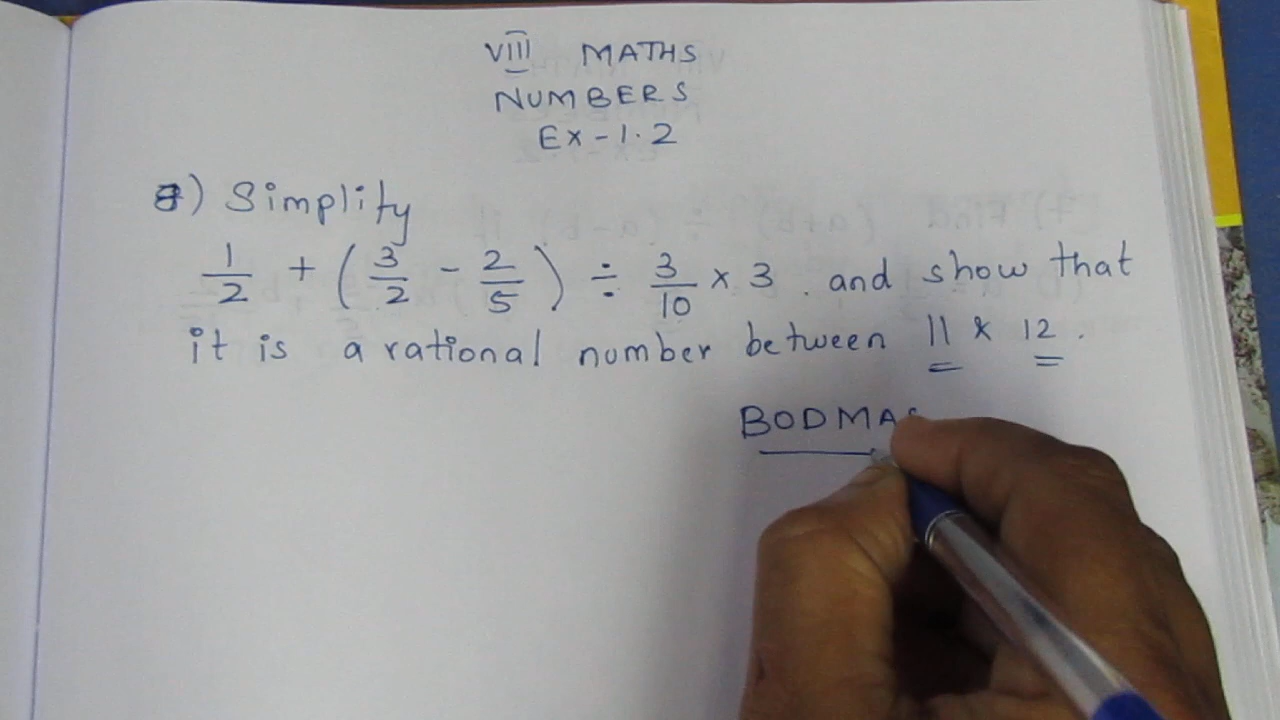 VIII MATHS
NUMBERS
Ex-1.2
8) Simplify
1/2 + (3/2 - 2/5) ÷ 3/10 × 3 and show that
it is a rational number between 11 & 12.
BODMAS